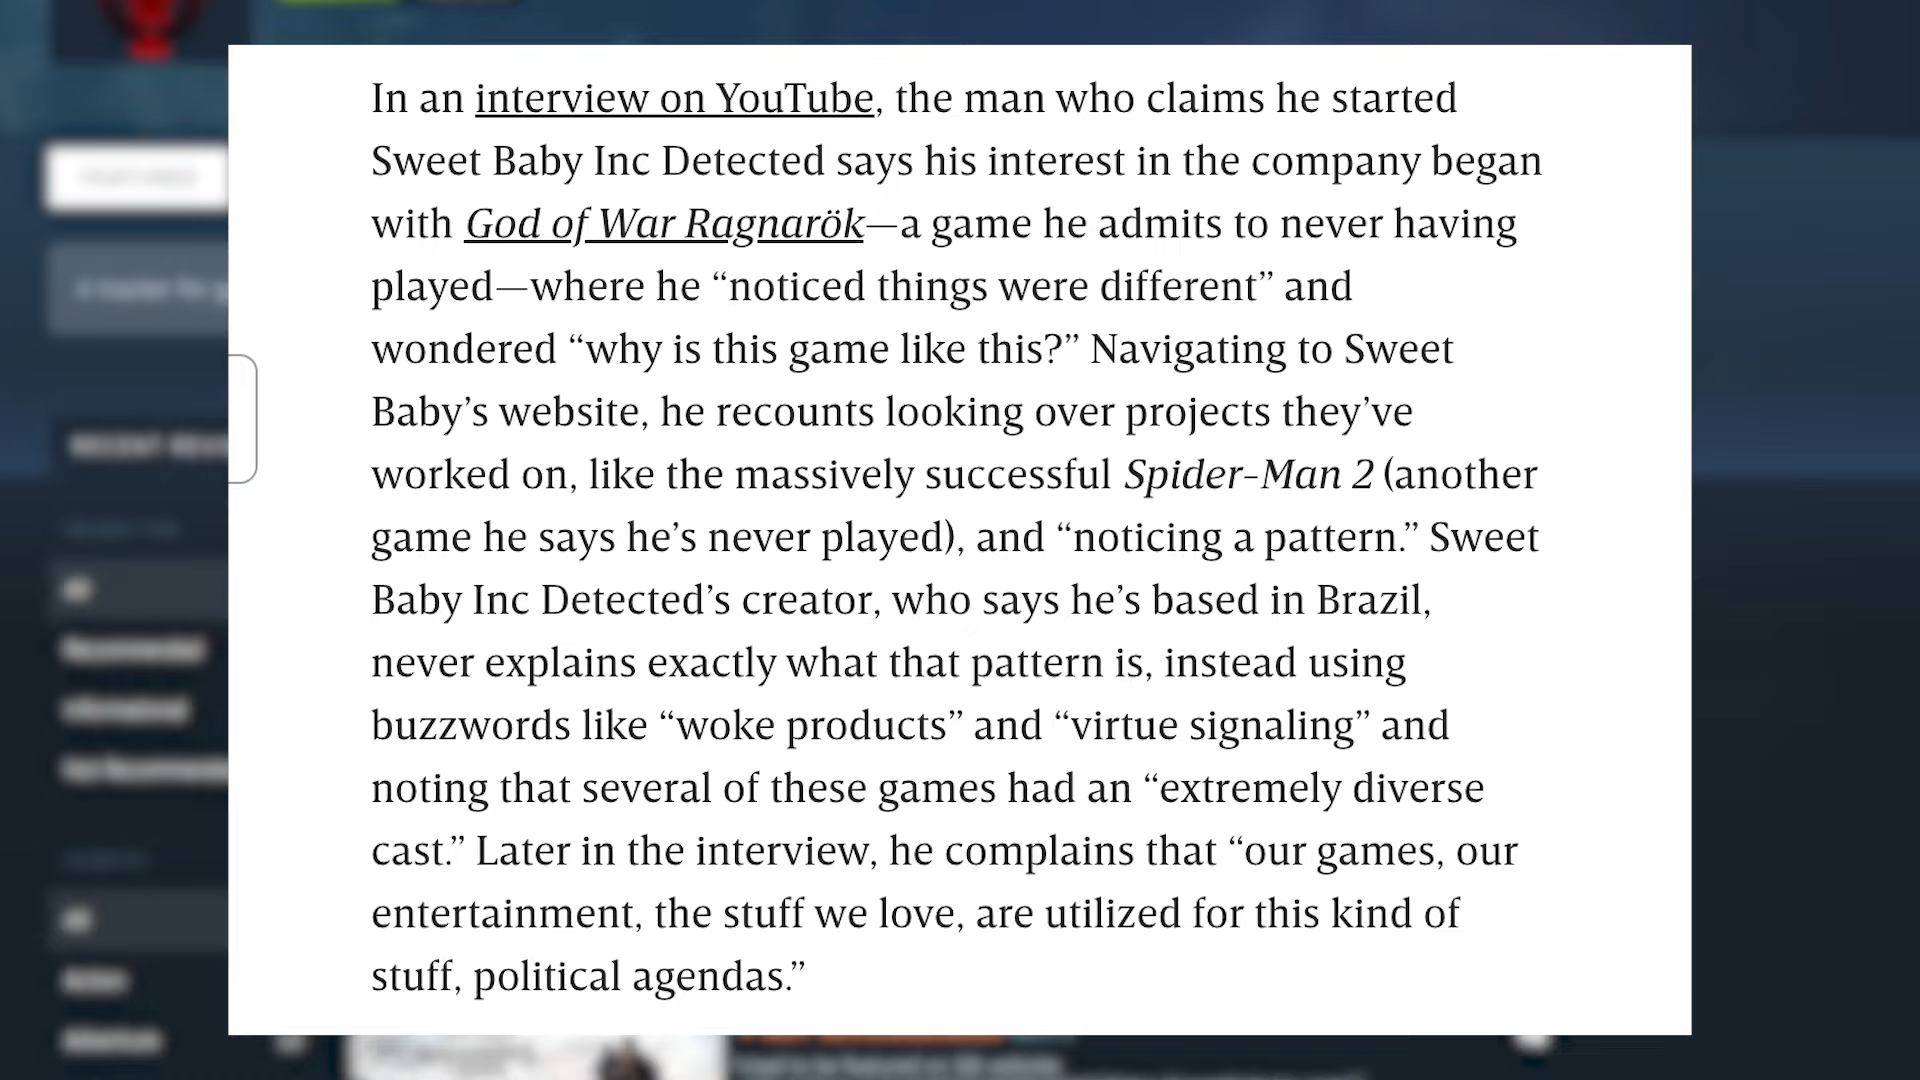 In an interview on YouTube, the man who claims he started
Sweet Baby Inc Detected says his interest in the company began
with God of War Ragnarök—a game he admits to never having
played—where he “noticed things were different” and
wondered “why is this game like this?” Navigating to Sweet
Baby’s website, he recounts looking over projects they’ve
worked on, like the massively successful Spider-Man 2 (another
game he says he’s never played), and “noticing a pattern.” Sweet
Baby Inc Detected’s creator, who says he’s based in Brazil,
never explains exactly what that pattern is, instead using
buzzwords like “woke products” and “virtue signaling” and
noting that several of these games had an “extremely diverse
cast.” Later in the interview, he complains that “our games, our
entertainment, the stuff we love, are utilized for this kind of
stuff, political agendas.”
RECENT
All
Recommended
Informational
All